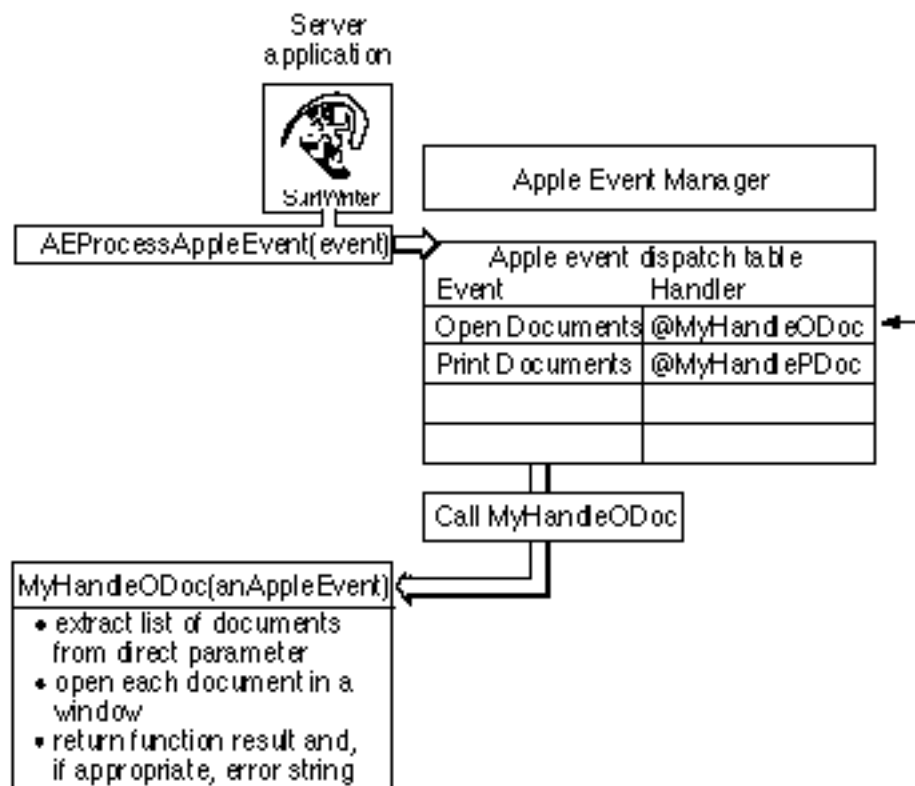 Server
application
SurfWriter
Apple Event Manager
AEProcessAppleEvent(event)
Apple event dispatch table
Event Handler
Open Documents @MyHandleODoc
Print Documents @MyHandlePDoc
Call MyHandleODoc
MyHandleODoc(anAppleEvent)
• extract list of documents
from direct parameter
• open each document in a
window
• return function result and,
if appropriate, error string